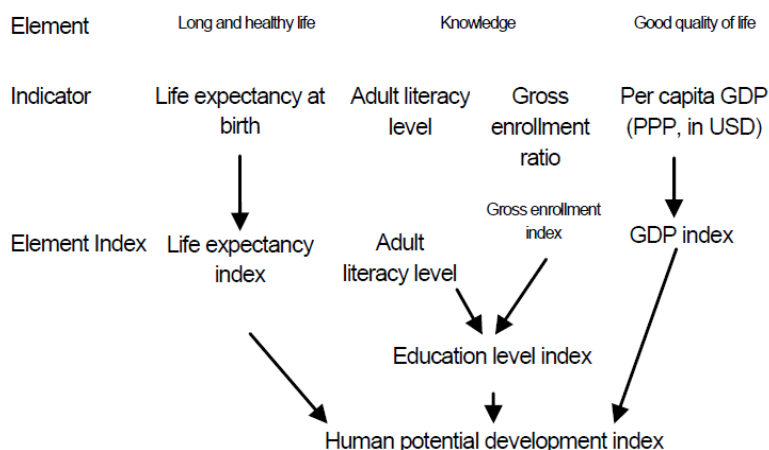 Element Long and healthy life Knowledge Good quality of life
Indicator Life expectancy at birth Adult literacy level Gross enrollment ratio Per capita GDP (PPP, in USD)
Element Index Life expectancy index Adult literacy level Gross enrollment index GDP index
Education level index
Human potential development index